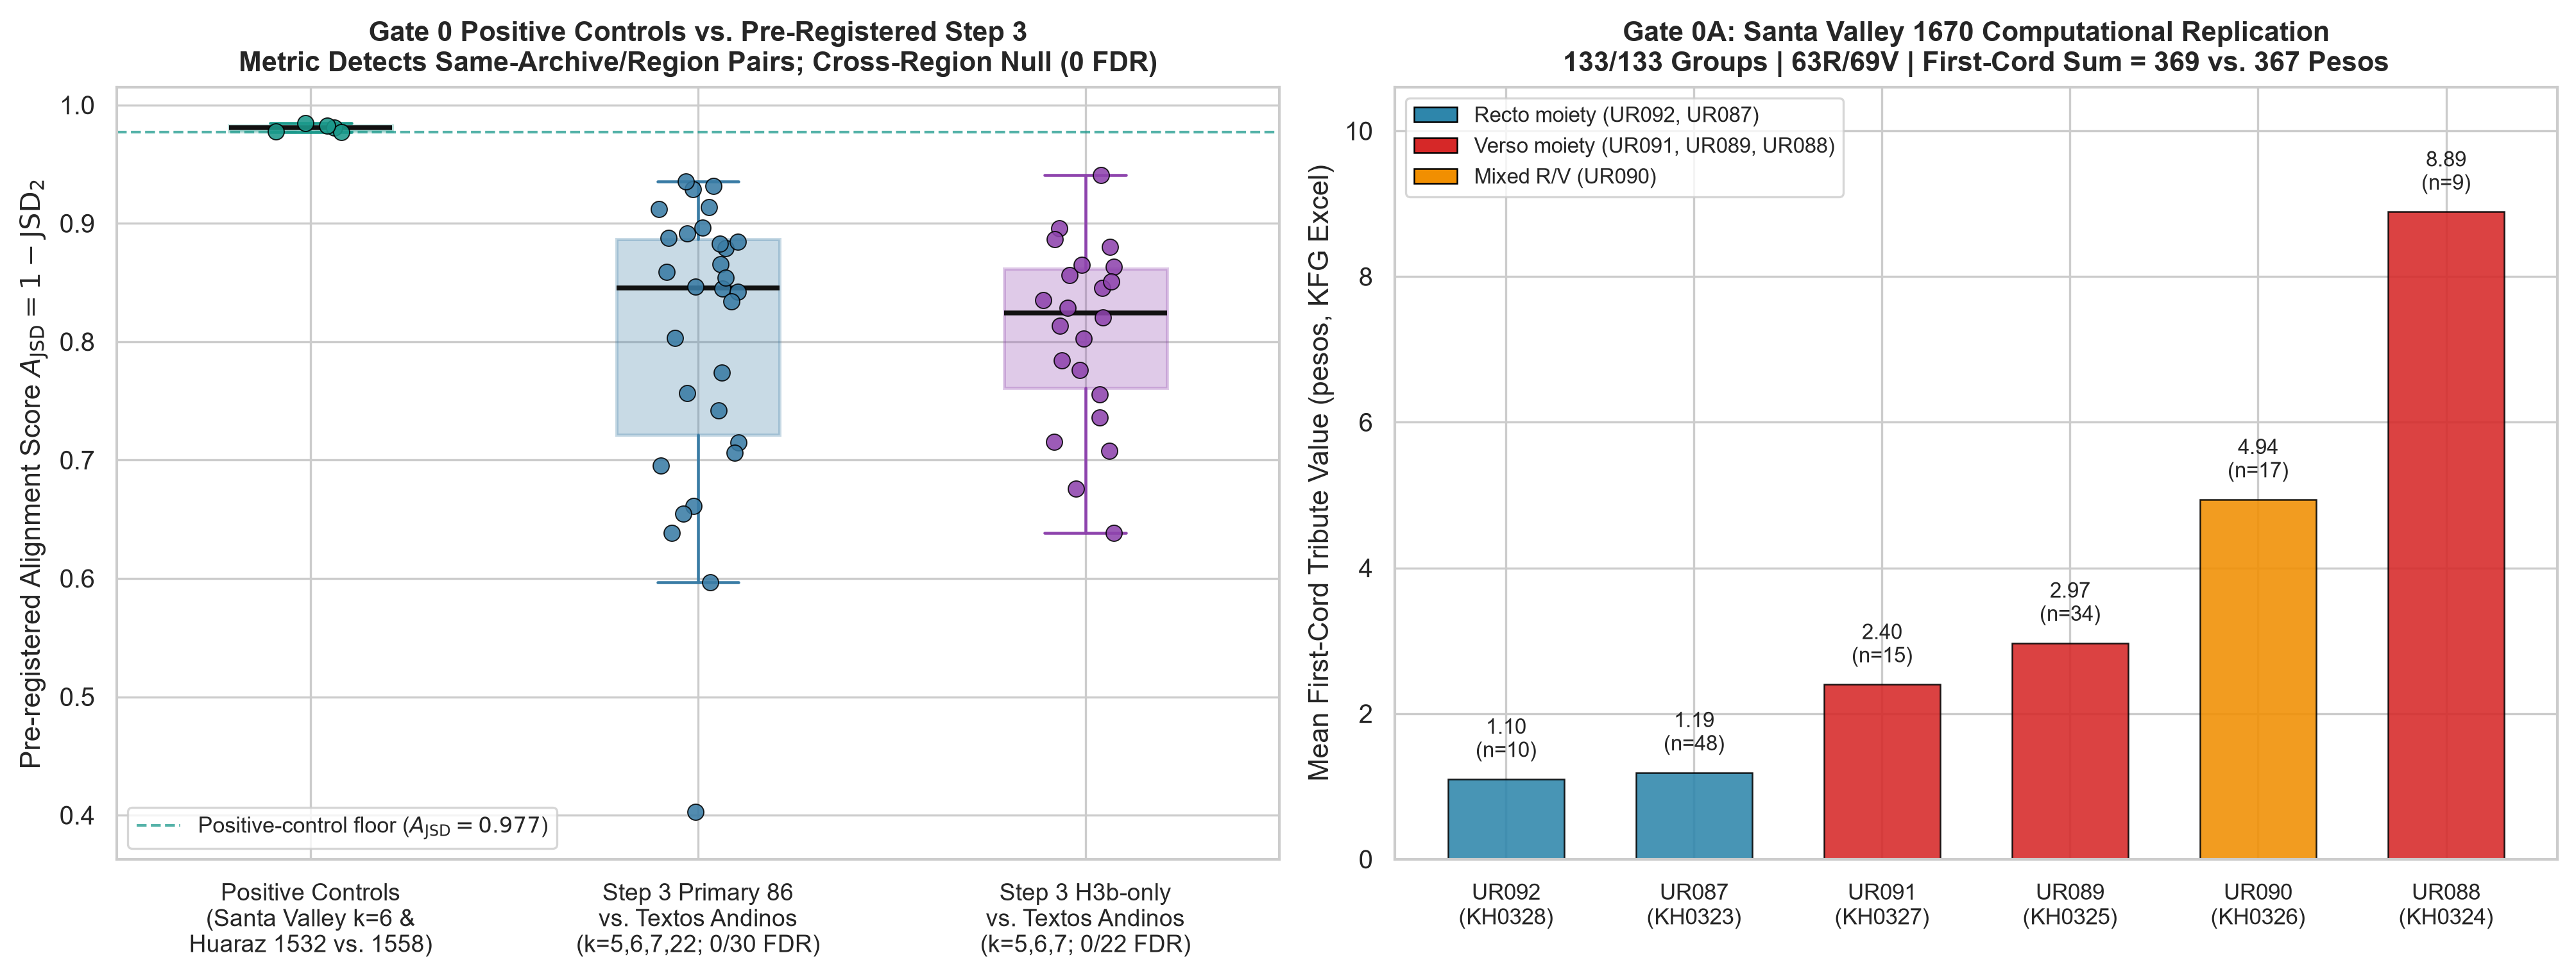 Gate 0 Positive Controls vs. Pre-Registered Step 3
Metric Detects Same-Archive/Region Pairs; Cross-Region Null (0 FDR)
Pre-registered Alignment Score A_JSD = 1 − JSD₂
1.0
0.9
0.8
0.7
0.6
0.5
0.4
Positive-control floor (A_JSD = 0.977)
Positive Controls
(Santa Valley k=6 &
Huaraz 1532 vs. 1558)
Step 3 Primary 86
vs. Textos Andinos
(k=5,6,7,22; 0/30 FDR)
Step 3 H3b-only
vs. Textos Andinos
(k=5,6,7; 0/22 FDR)
Gate 0A: Santa Valley 1670 Computational Replication
133/133 Groups | 63R/69V | First-Cord Sum = 369 vs. 367 Pesos
Mean First-Cord Tribute Value (pesos, KFG Excel)
10
8
6
4
2
0
Recto moiety (UR092, UR087)
Verso moiety (UR091, UR089, UR088)
Mixed R/V (UR090)
1.10
(n=10)
1.19
(n=48)
2.40
(n=15)
2.97
(n=34)
4.94
(n=17)
8.89
(n=9)
UR092
(KH0328)
UR087
(KH0323)
UR091
(KH0327)
UR089
(KH0325)
UR090
(KH0326)
UR088
(KH0324)